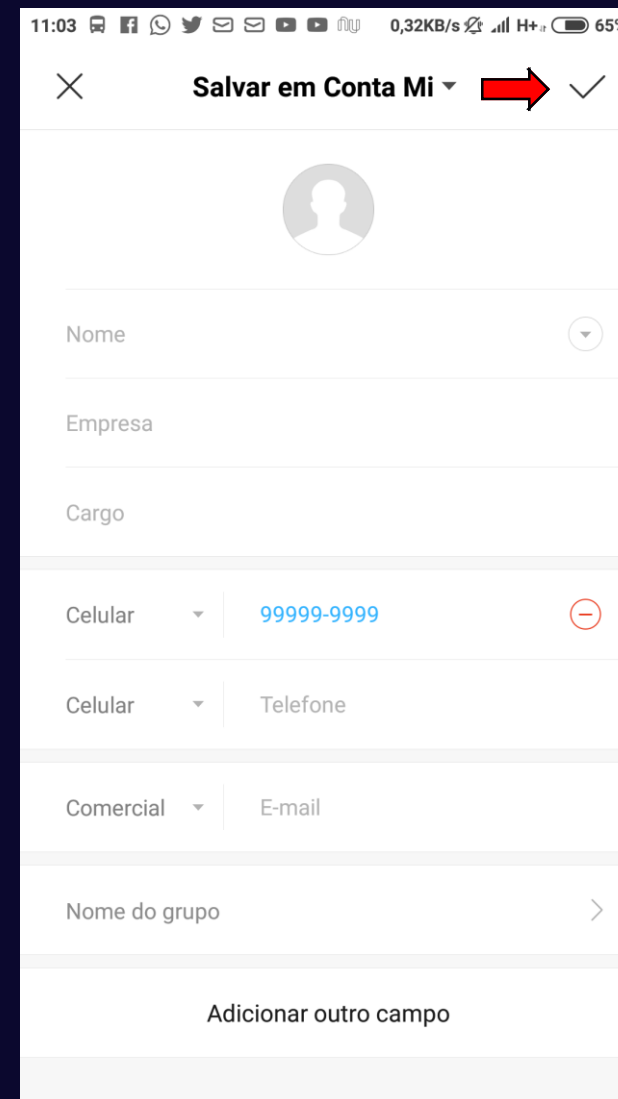 11:03 0,32KB/s H+ 65%
Salvar em Conta Mi
Nome
Empresa
Cargo
Celular 99999-9999
Celular Telefone
Comercial E-mail
Nome do grupo
Adicionar outro campo